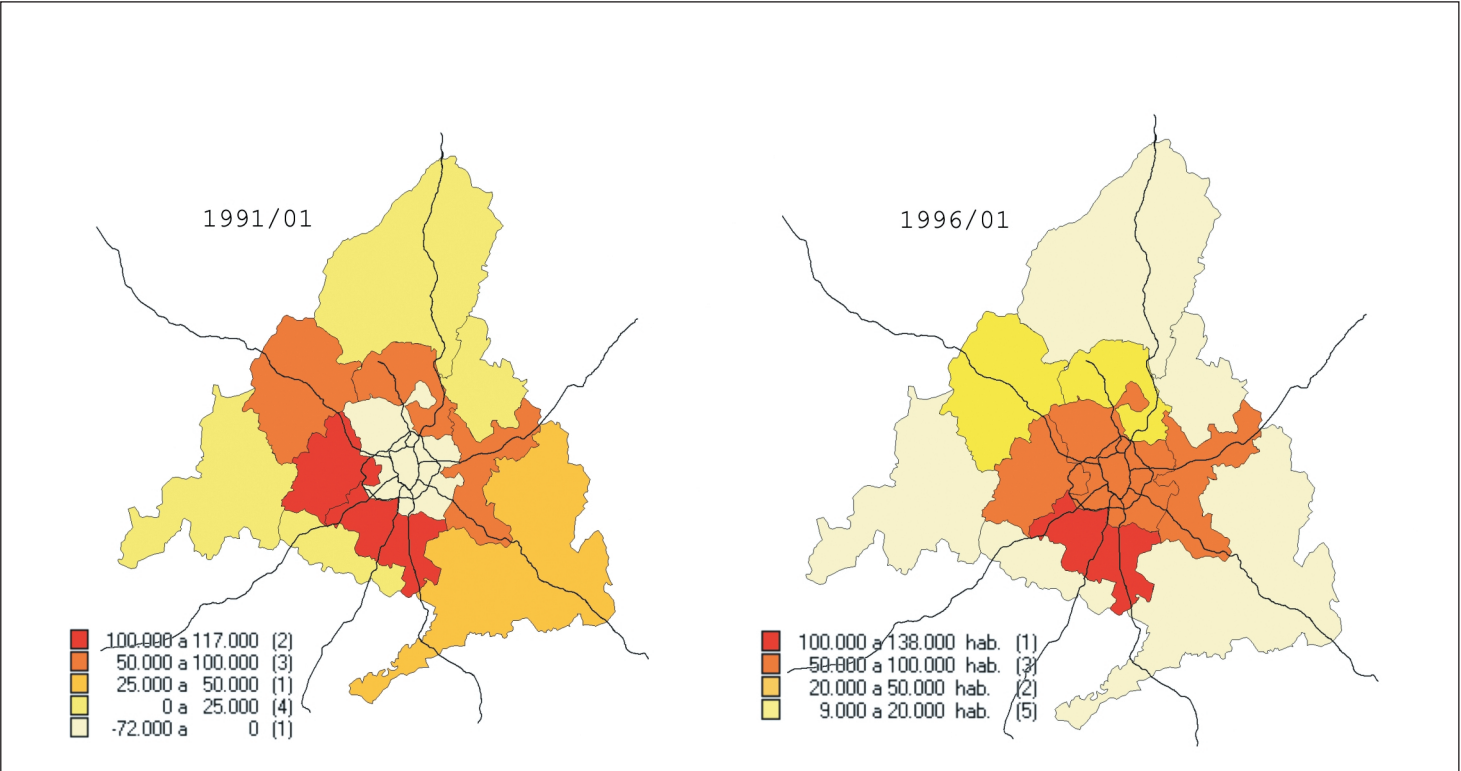 1991/01
100.000 a 117.000 (2)
50.000 a 100.000 (3)
25.000 a 50.000 (1)
0 a 25.000 (4)
-72.000 a 0 (1)
1996/01
100.000 a 138.000 hab. (1)
50.000 a 100.000 hab. (3)
20.000 a 50.000 hab. (2)
9.000 a 20.000 hab. (5)